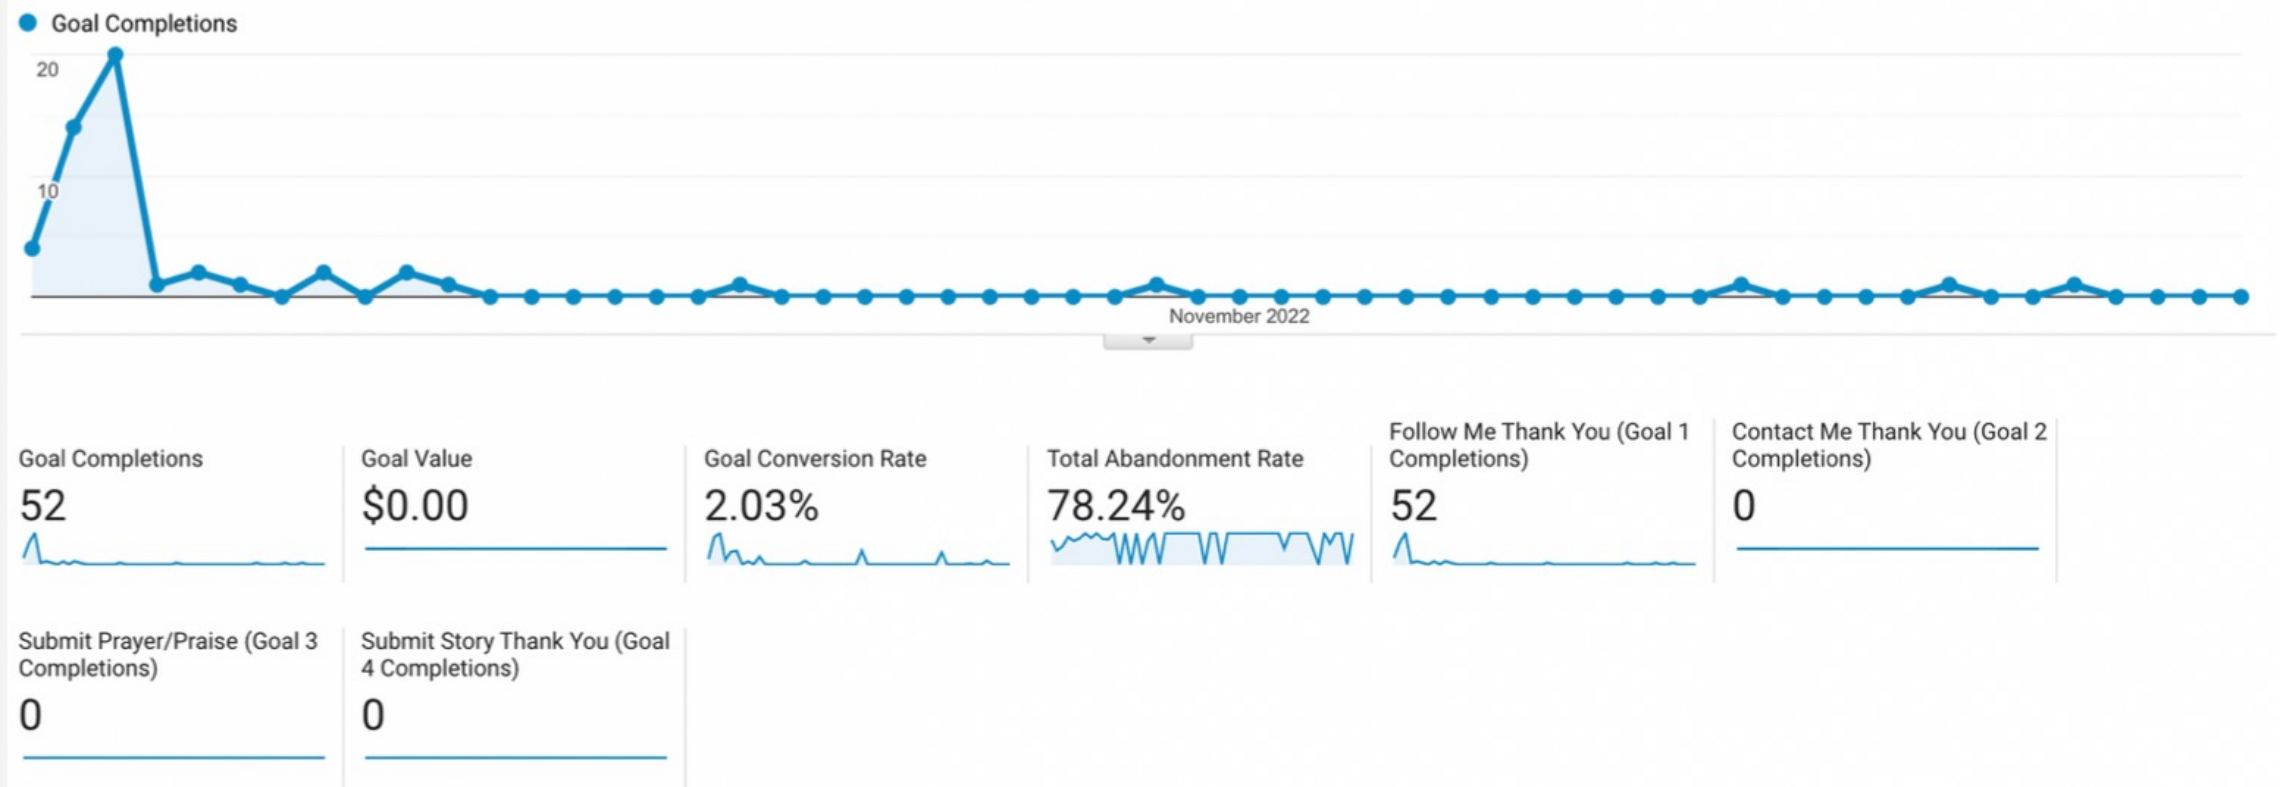 Goal Completions
20
10
November 2022
Goal Completions
52
Goal Value
$0.00
Goal Conversion Rate
2.03%
Total Abandonment Rate
78.24%
Follow Me Thank You (Goal 1
Completions)
52
Contact Me Thank You (Goal 2
Completions)
0
Submit Prayer/Praise (Goal 3
Completions)
0
Submit Story Thank You (Goal
4 Completions)
0